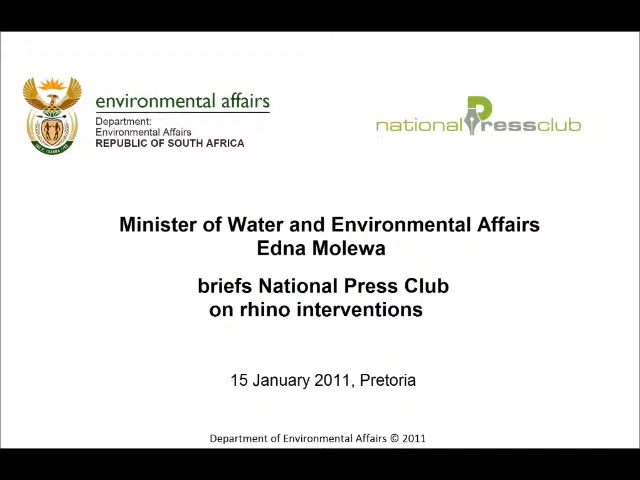 environmental affairs
Department:
Environmental Affairs
REPUBLIC OF SOUTH AFRICA
nationalPressclub
Minister of Water and Environmental Affairs
Edna Molewa
briefs National Press Club
on rhino interventions
15 January 2011, Pretoria
Department of Environmental Affairs © 2011